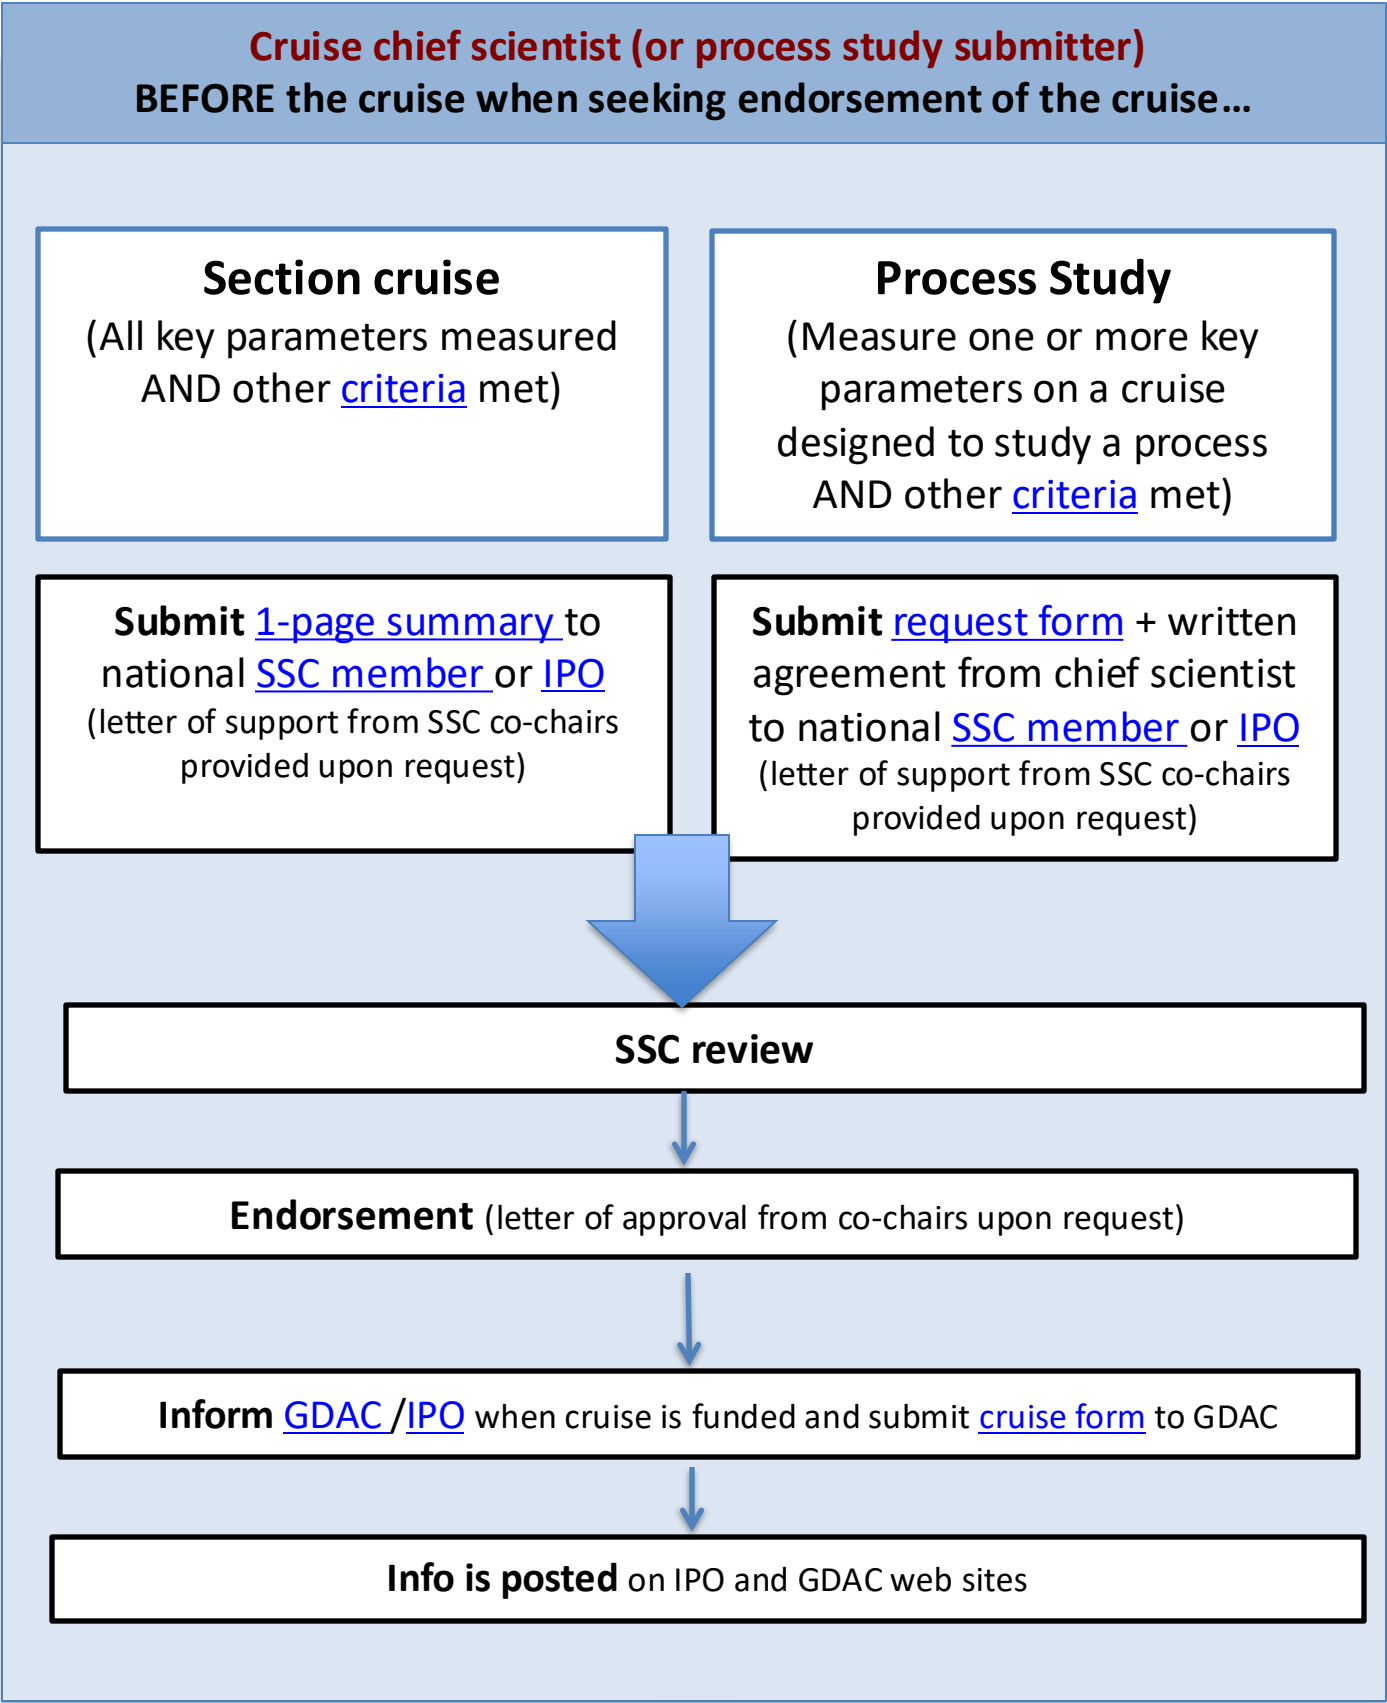 Cruise chief scientist (or process study submitter)
BEFORE the cruise when seeking endorsement of the cruise...
Section cruise
(All key parameters measured
AND other criteria met)
Process Study
(Measure one or more key
parameters on a cruise
designed to study a process
AND other criteria met)
Submit 1-page summary to
national SSC member or IPO
(letter of support from SSC co-chairs
provided upon request)
Submit request form + written
agreement from chief scientist
to national SSC member or IPO
(letter of support from SSC co-chairs
provided upon request)
SSC review
Endorsement (letter of approval from co-chairs upon request)
Inform GDAC /IPO when cruise is funded and submit cruise form to GDAC
Info is posted on IPO and GDAC web sites